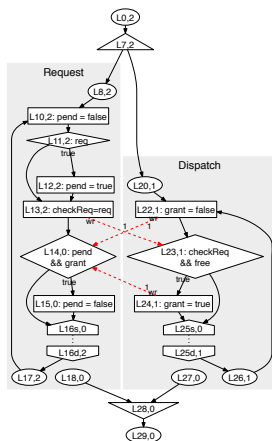 L0,2
L7,2
Request
L8,2
L10,2: pend = false
L11,2: req
true
L12,2: pend = true
L13,2: checkReq=req
wr
1
L14,0: pend
&& grant
true
L15,0: pend = false
L16s,0
L16d,2
L17,2
L18,0
Dispatch
L20,1
L22,1: grant = false
wr
1
L23,1: checkReq
&& free
true
L24,1: grant = true
wr
1
L25s,0
L25d,1
L26,1
L27,0
L28,0
L29,0